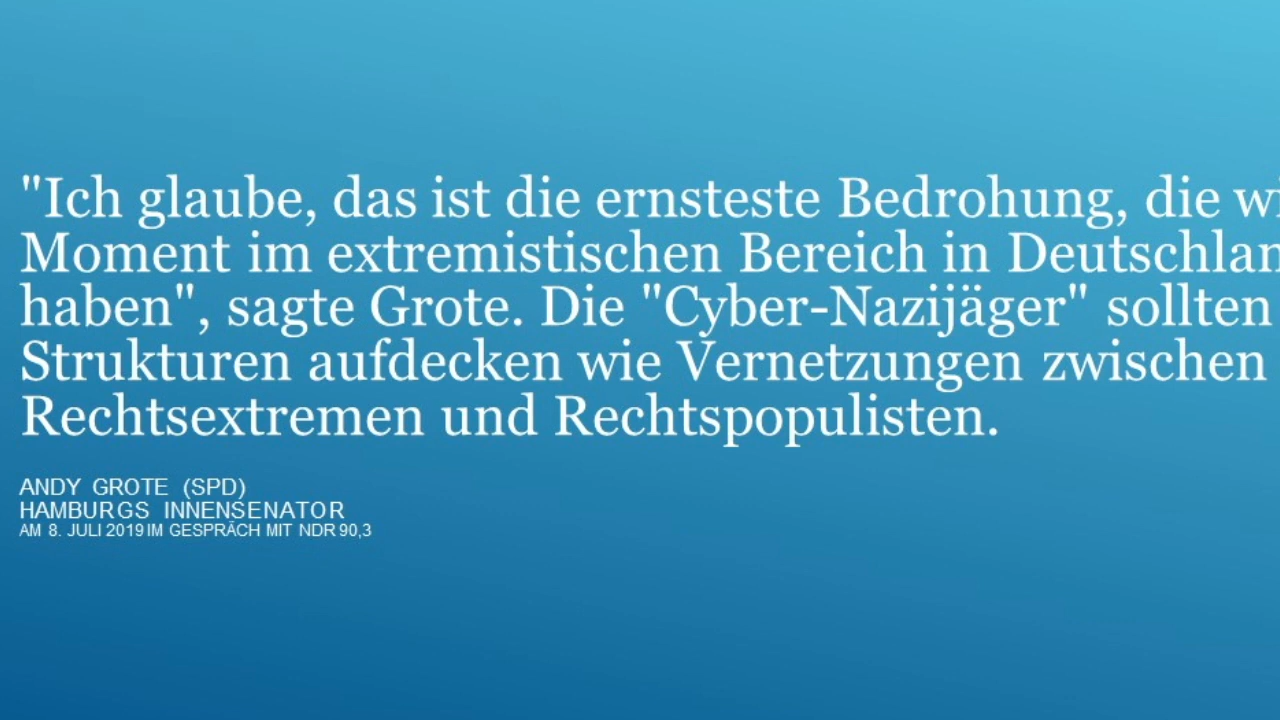 "Ich glaube, das ist die ernsteste Bedrohung, die
Moment im extremistischen Bereich in
haben", sagte Grote. Die "Cyber-Nazijäger" sollten
Strukturen aufdecken wie Vernetzungen zwischen
Rechtsextremen und Rechtspopulisten.
ANDY GROTE (SPD)
HAMBURGS INNENSENATOR
AM 8. JULI 2019 IM GESPRÄCH MIT NDR 90,3